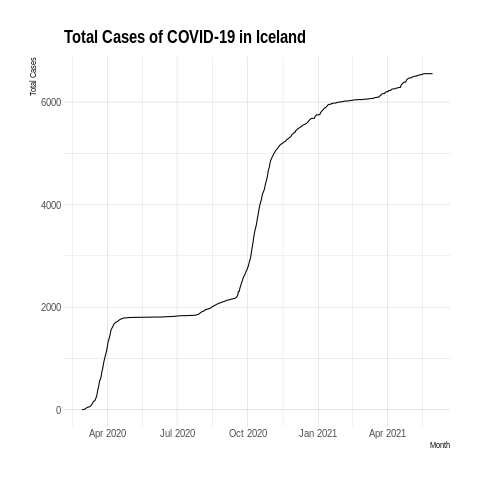 Total Cases of COVID-19 in Iceland
Total Cases
6000
4000
2000
0
Apr 2020 Jul 2020 Oct 2020 Jan 2021 Apr 2021
Month